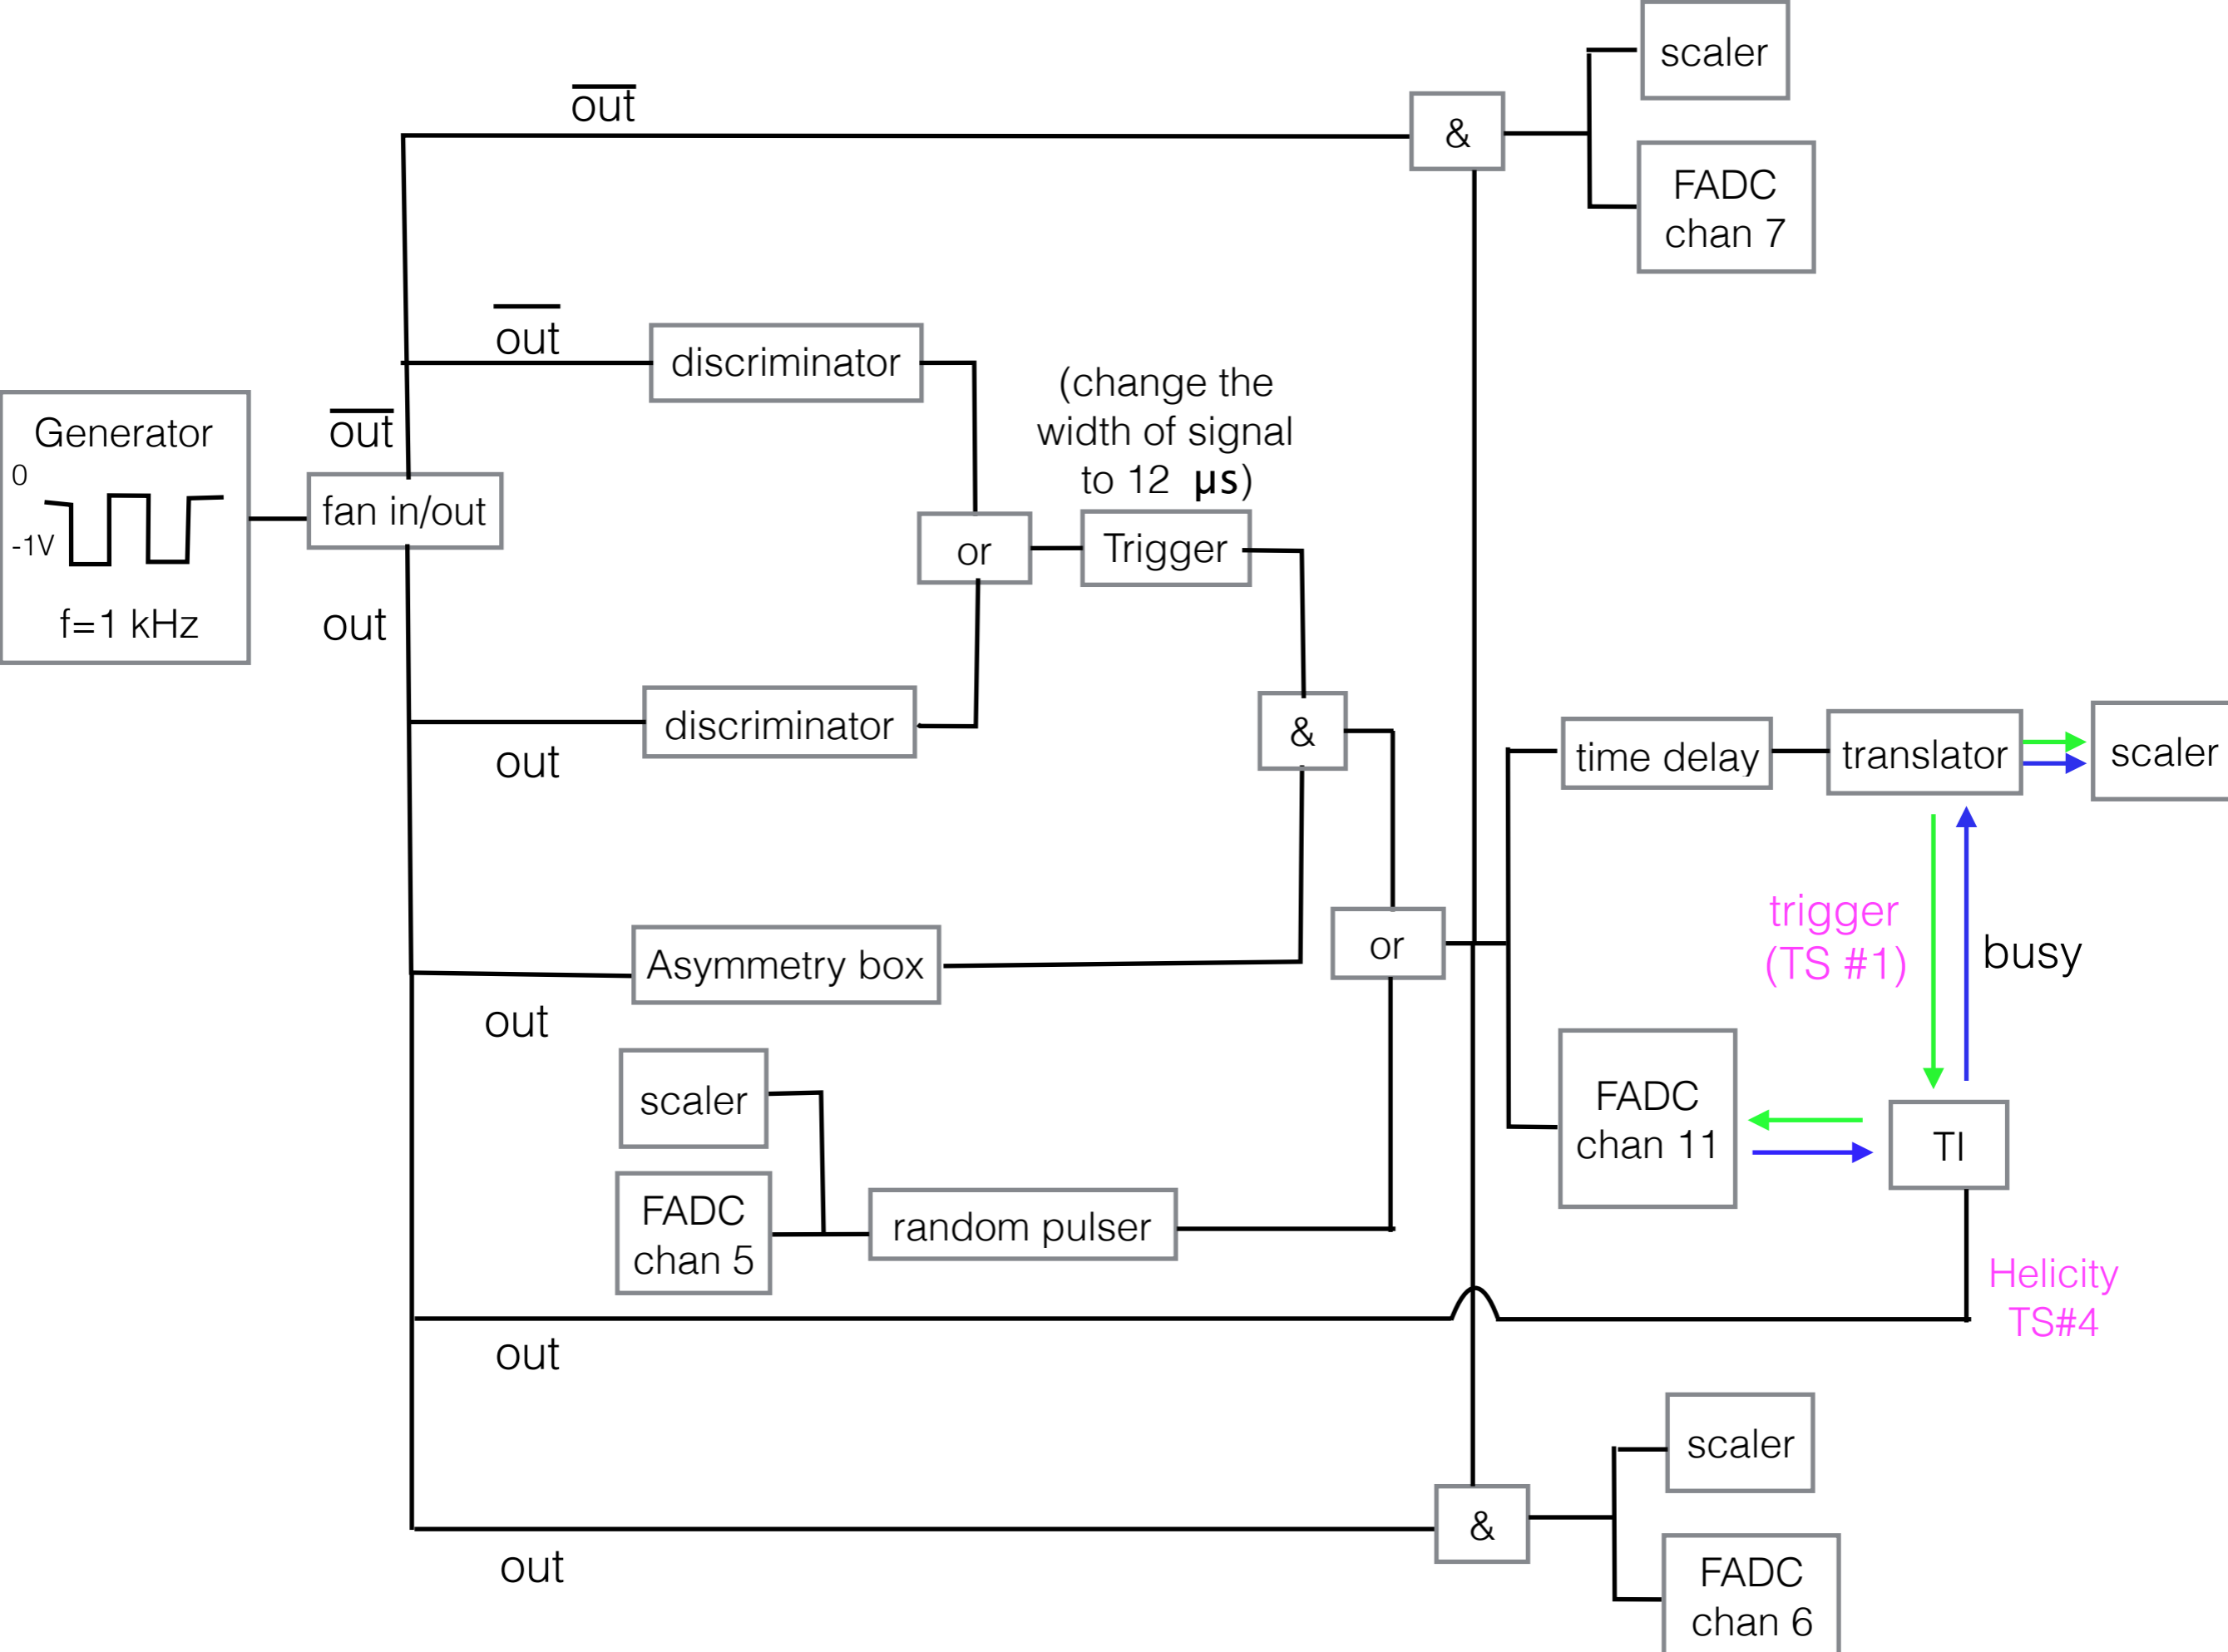 scaler
out
&
FADC
chan 7
out
discriminator
(change the
width of signal
to 12 µs)
Generator
0
-1V
f=1 kHz
out
fan in/out
out
or
Trigger
discriminator
out
&
time delay
translator
scaler
trigger
(TS #1)
busy
Asymmetry box
out
or
scaler
FADC
chan 5
random pulser
FADC
chan 11
TI
Helicity
TS#4
out
scaler
&
out
FADC
chan 6